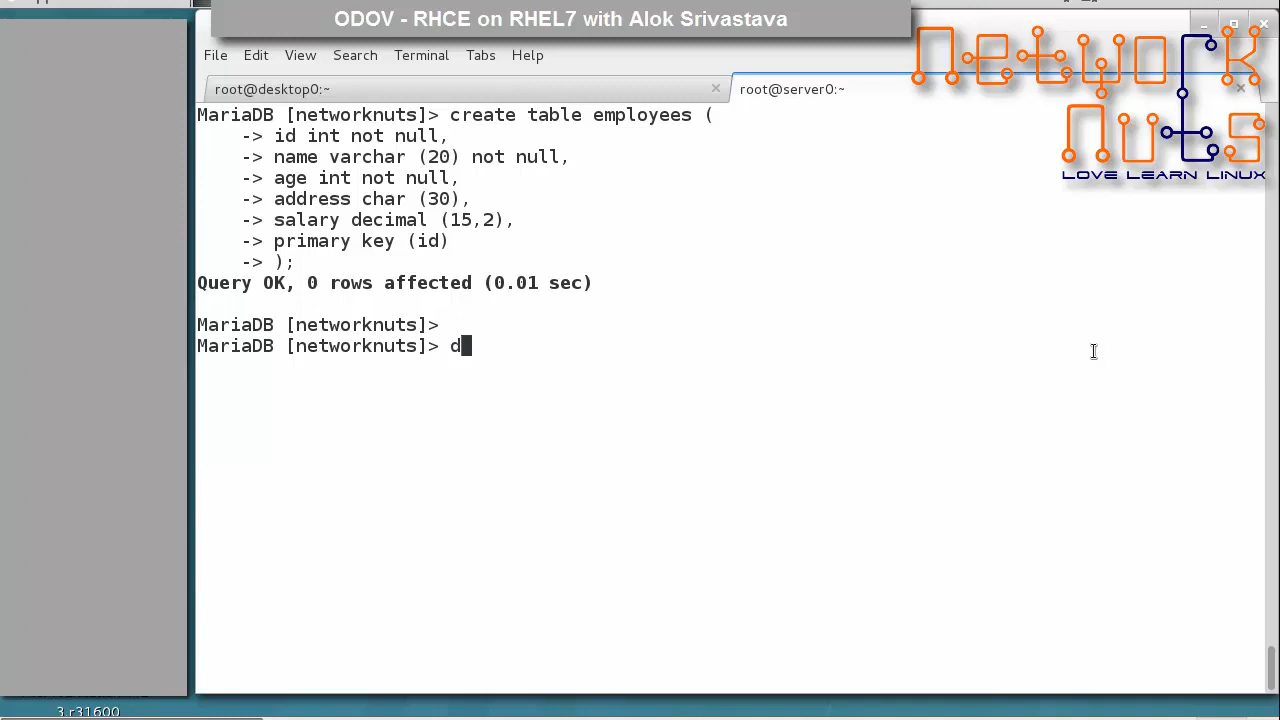 ODOV - RHCE on RHEL7 with Alok Srivastava
File Edit View Search Terminal Tabs Help
root@desktop0:~ × root@server0:~ ×
MariaDB [networknuts]> create table employees (
-> id int not null,
-> name varchar (20) not null,
-> age int not null,
-> address char (30),
-> salary decimal (15,2),
-> primary key (id)
-> );
Query OK, 0 rows affected (0.01 sec)
MariaDB [networknuts]>
MariaDB [networknuts]> d
network
nuts
LOVE LEARN LINUX
3.r31600